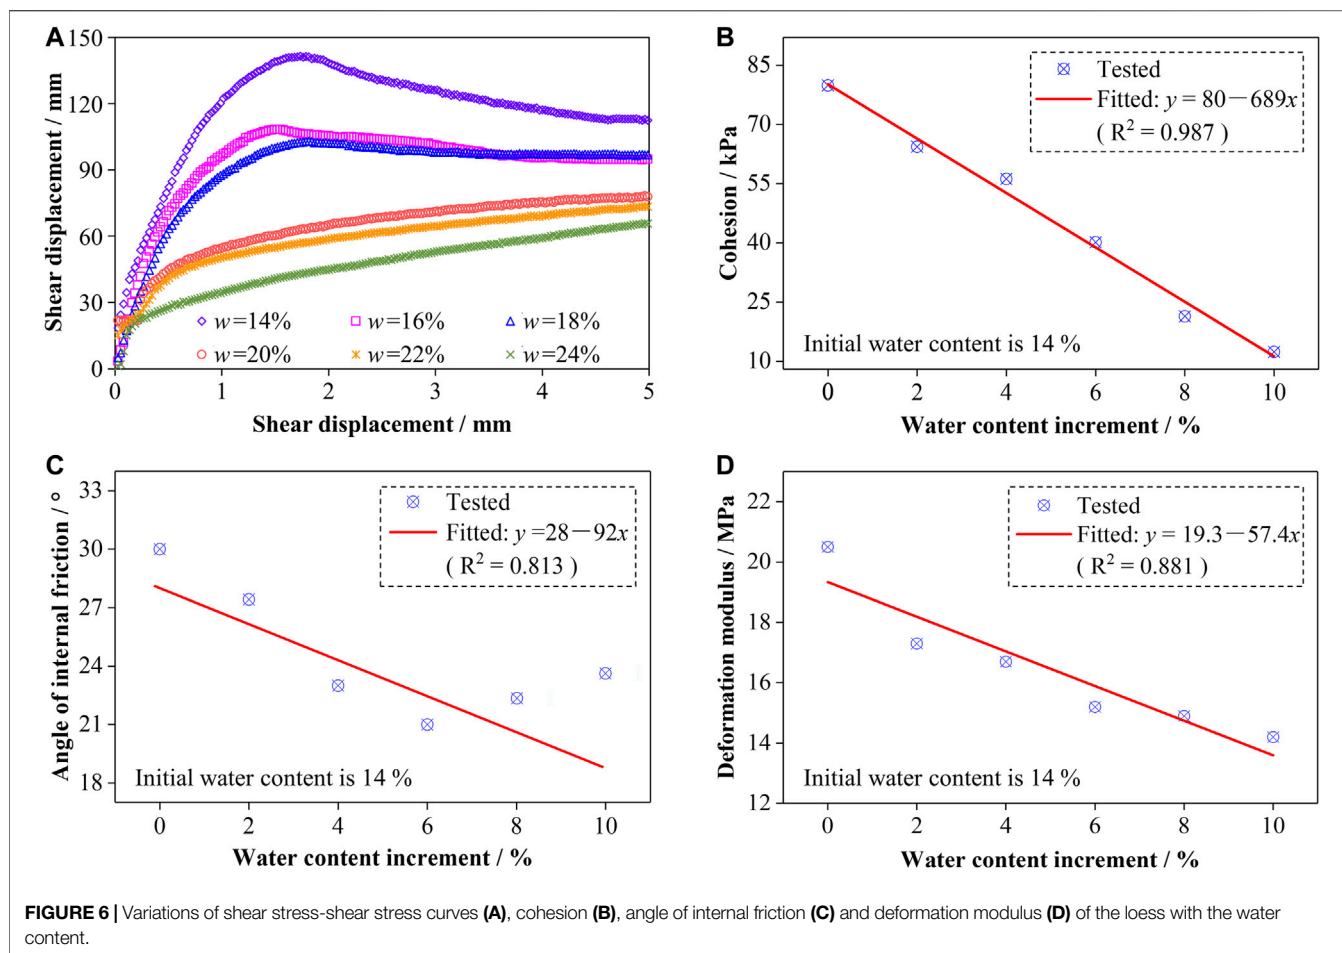 A
150
120
90
60
30
0
Shear displacement / mm
w=14%
w=16%
w=18%
w=20%
w=22%
w=24%
0 1 2 3 4 5
Shear displacement / mm
B
85
70
55
40
25
10
Cohesion / kPa
Tested
Fitted: y = 80－689x
( R² = 0.987 )
Initial water content is 14 %
0 2 4 6 8 10
Water content increment / %
C
33
30
27
24
21
18
Angle of internal friction / °
Tested
Fitted: y =28－92x
( R² = 0.813 )
Initial water content is 14 %
0 2 4 6 8 10
Water content increment / %
D
22
20
18
16
14
12
Deformation modulus / MPa
Tested
Fitted: y = 19.3－57.4x
( R² = 0.881 )
Initial water content is 14 %
0 2 4 6 8 10
Water content increment / %
FIGURE 6 | Variations of shear stress-shear stress curves (A), cohesion (B), angle of internal friction (C) and deformation modulus (D) of the loess with the water
content.